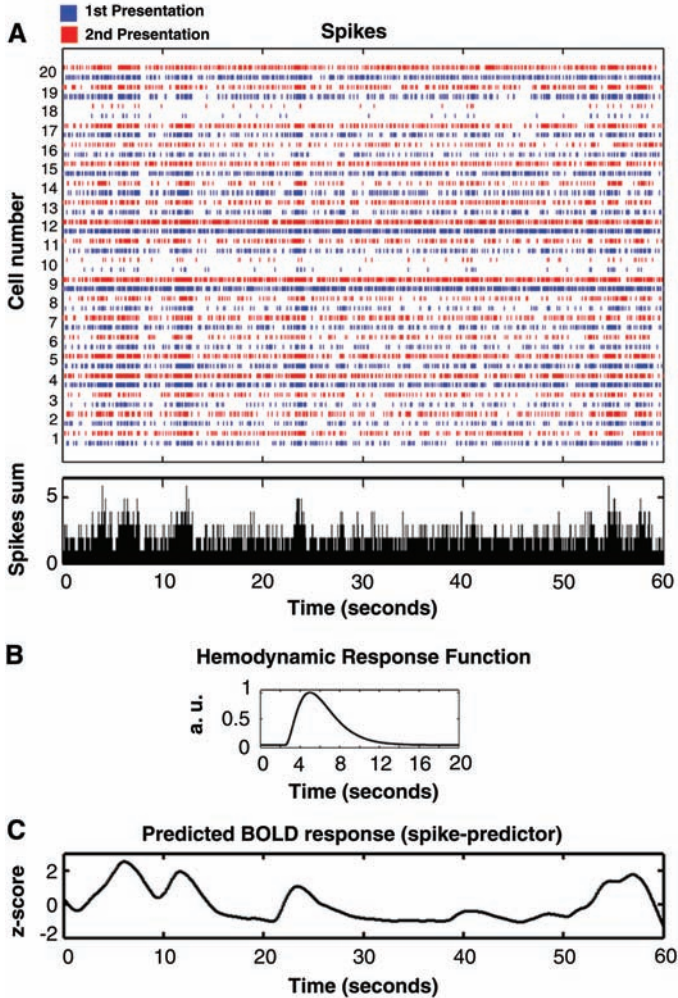 1st Presentation
2nd Presentation
A
Spikes
Cell number
20
19
18
17
16
15
14
13
12
11
10
9
8
7
6
5
4
3
2
1
Spikes sum
5
0
0 10 20 30 40 50 60
Time (seconds)
B
Hemodynamic Response Function
a. u.
1
0.5
0
0 4 8 12 16 20
Time (seconds)
C
Predicted BOLD response (spike-predictor)
z-score
2
0
-2
0 10 20 30 40 50 60
Time (seconds)